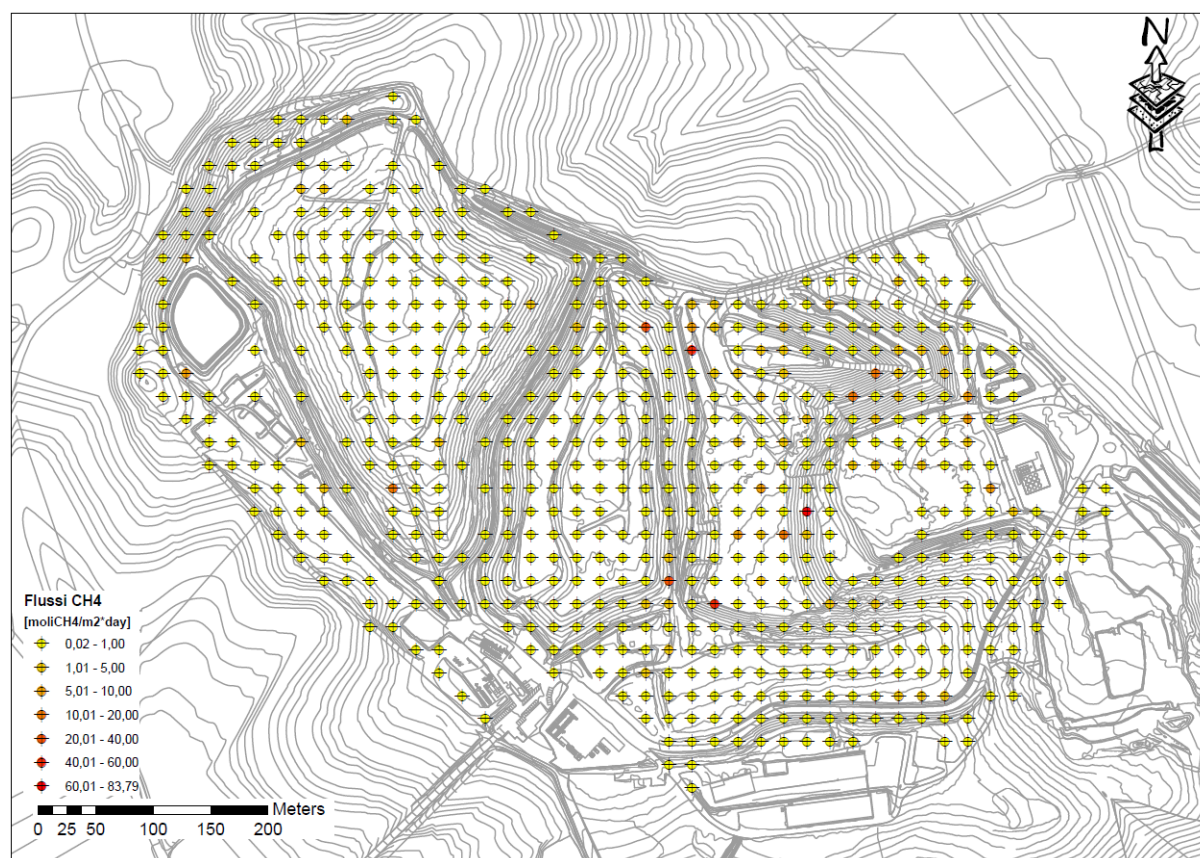 N
Flussi CH4
[moliCH4/m2*day]
0,02 - 1,00
1,01 - 5,00
5,01 - 10,00
10,01 - 20,00
20,01 - 40,00
40,01 - 60,00
60,01 - 83,79
Meters
0 25 50 100 150 200